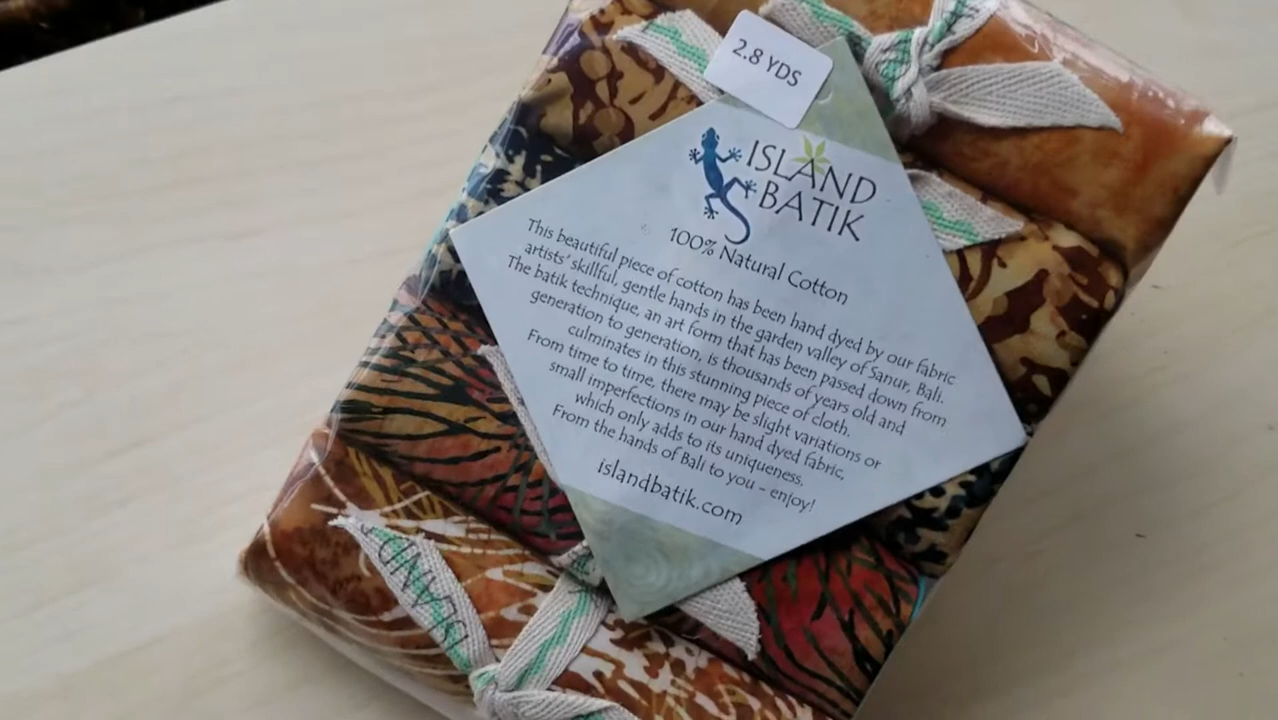 2.8 YDS
ISLAND
BATIK
100% Natural Cotton
This beautiful piece of cotton has been hand dyed by our fabric
artists' skillful, gentle hands in the garden valley of Sanur, Bali.
The batik technique, an art form that has been passed down from
generation to generation, is thousands of years old and
culminates in this stunning piece of cloth.
From time to time, there may be slight variations or
small imperfections in our hand dyed fabric,
which only adds to its uniqueness.
From the hands of Bali to you – enjoy!
islandbatik.com
ISLAND